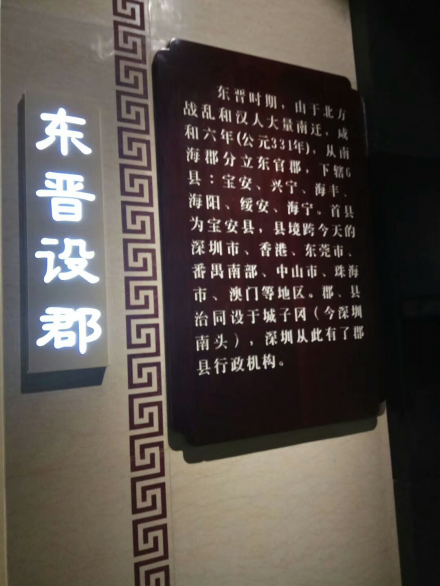 东晋设郡
东晋时期，由于北方
战乱和汉人大量南迁，咸
和六年(公元331年)，从南
海郡分立东官郡，下辖6
县：宝安、兴宁、海丰、
海阳、绥安、海宁。首县
为宝安县，县境跨今天的
深圳市、香港、东莞市、
番禺南部、中山市、珠海
市、澳门等地区。郡、县
治同设于城子冈（今深圳
南头），深圳从此有了郡
县行政机构。